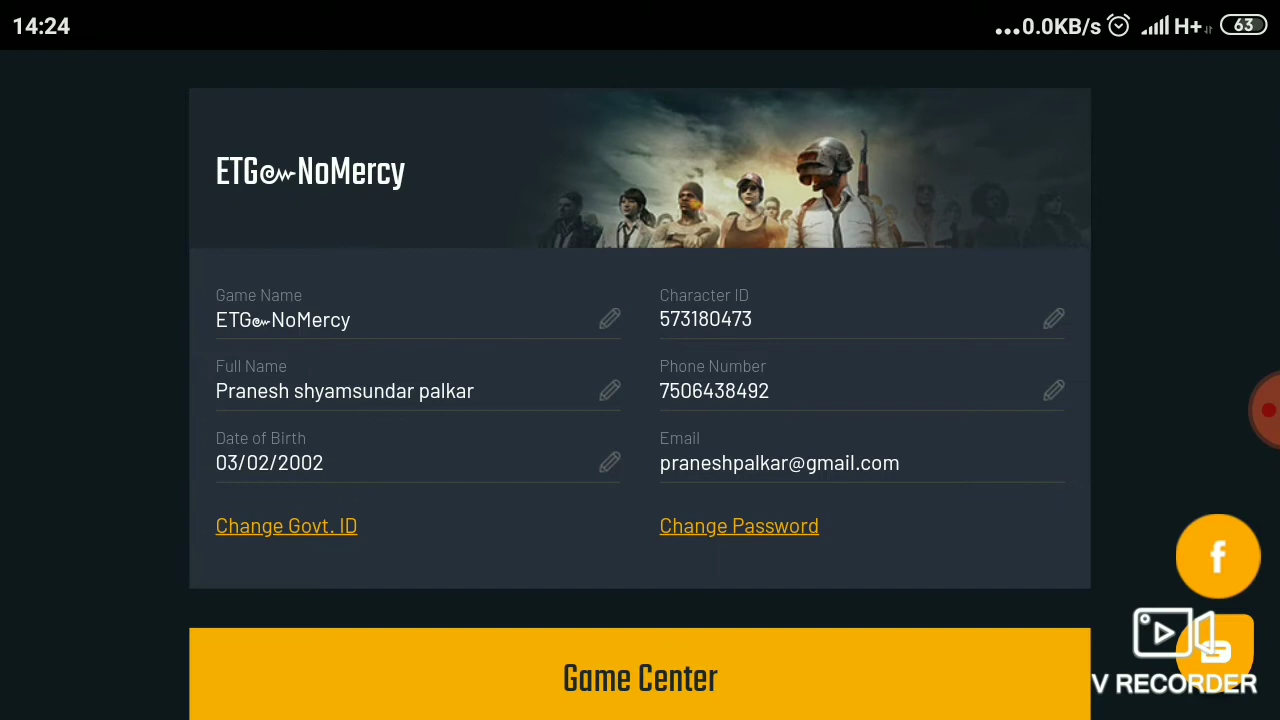 14:24
...0.0KB/s H+ 63
ETG๛NoMercy
Game Name
ETG๛NoMercy
Character ID
573180473
Full Name
Pranesh shyamsundar palkar
Phone Number
7506438492
Date of Birth
03/02/2002
Email
praneshpalkar@gmail.com
Change Govt. ID
Change Password
f
V RECORDER
Game Center